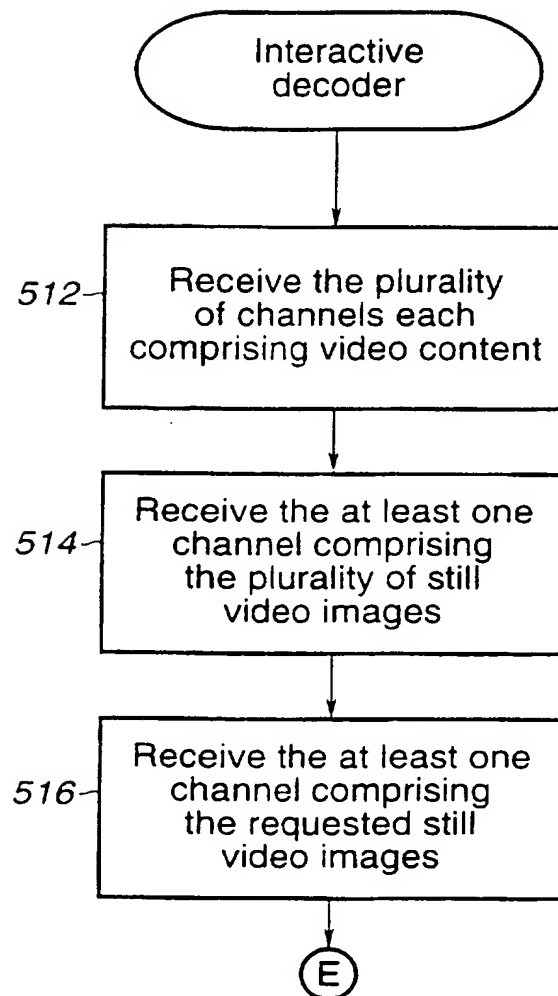 Interactive
decoder
512
Receive the plurality
of channels each
comprising video content
514
Receive the at least one
channel comprising
the plurality of still
video images
516
Receive the at least one
channel comprising
the requested still
video images
E